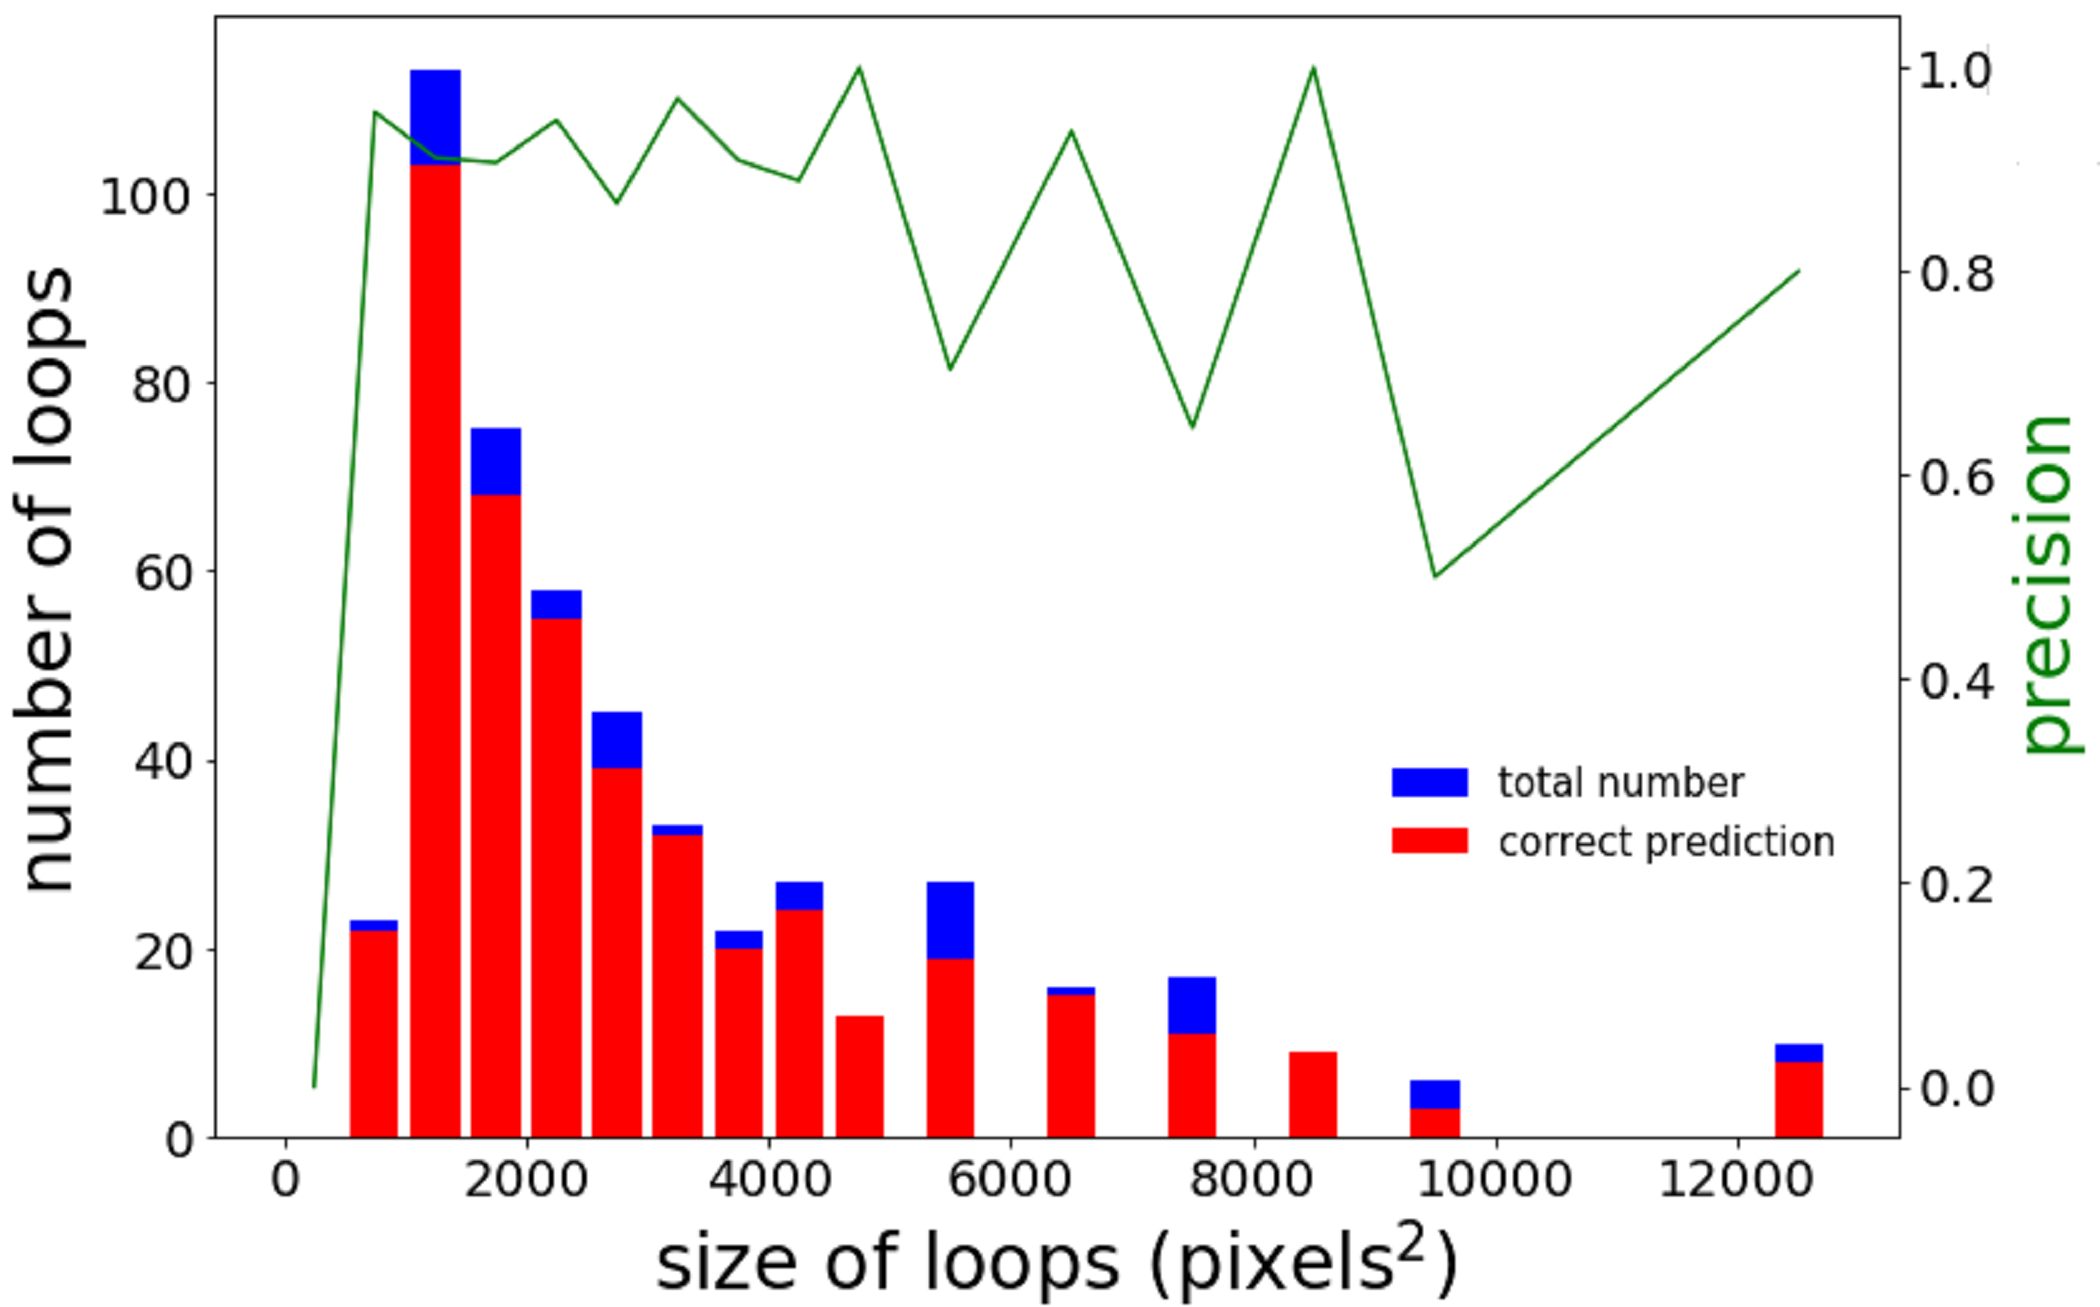 number of loops
100
80
60
40
20
0
0 2000 4000 6000 8000 10000 12000
size of loops (pixels²)
1.0
0.8
0.6
0.4
0.2
0.0
precision
total number
correct prediction